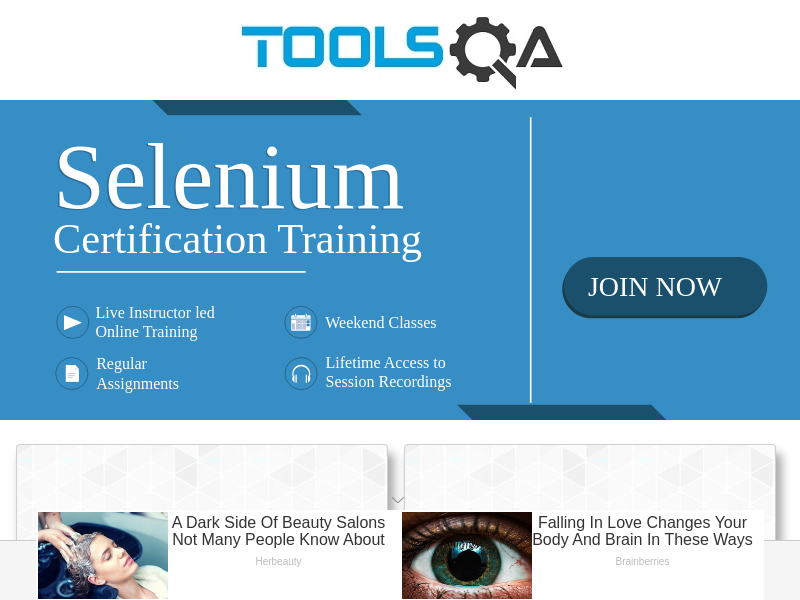 TOOLSQA
Selenium
Certification Training
JOIN NOW
Live Instructor led
Online Training
Weekend Classes
Regular
Assignments
Lifetime Access to
Session Recordings
A Dark Side Of Beauty Salons
Not Many People Know About
Herbeauty
Falling In Love Changes Your
Body And Brain In These Ways
Brainberries